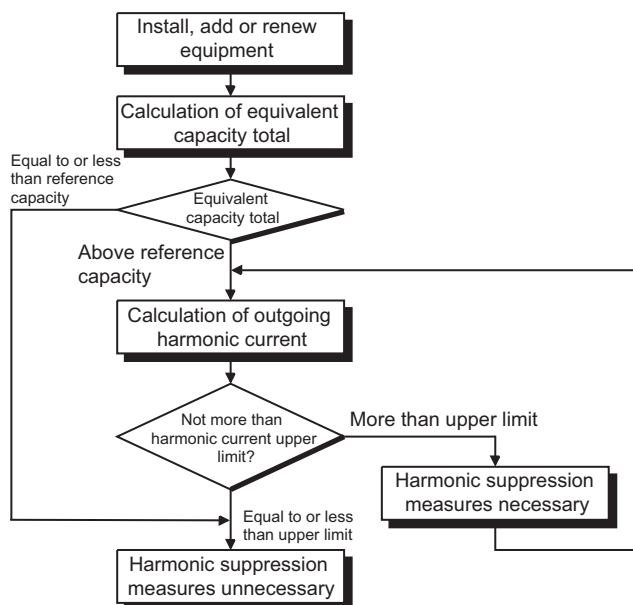 Install, add or renew
equipment
Calculation of equivalent
capacity total
Equal to or less
than reference
capacity
Equivalent
capacity total
Above reference
capacity
Calculation of outgoing
harmonic current
Not more than
harmonic current upper
limit?
More than upper limit
Harmonic suppression
measures necessary
Equal to or less
than upper limit
Harmonic suppression
measures unnecessary